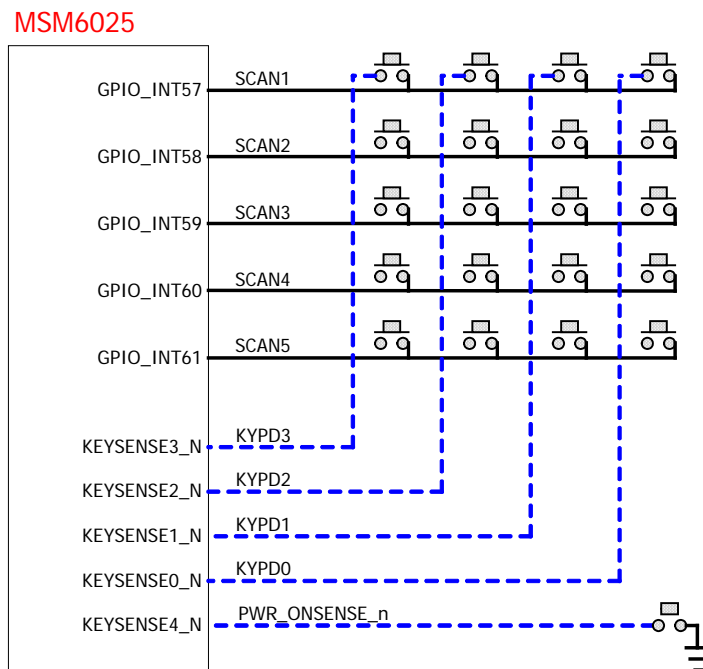 MSM6025
GPIO_INT57 SCAN1
GPIO_INT58 SCAN2
GPIO_INT59 SCAN3
GPIO_INT60 SCAN4
GPIO_INT61 SCAN5
KEYSENSE3_N KYPD3
KEYSENSE2_N KYPD2
KEYSENSE1_N KYPD1
KEYSENSE0_N KYPD0
KEYSENSE4_N PWR_ONSENSE_n